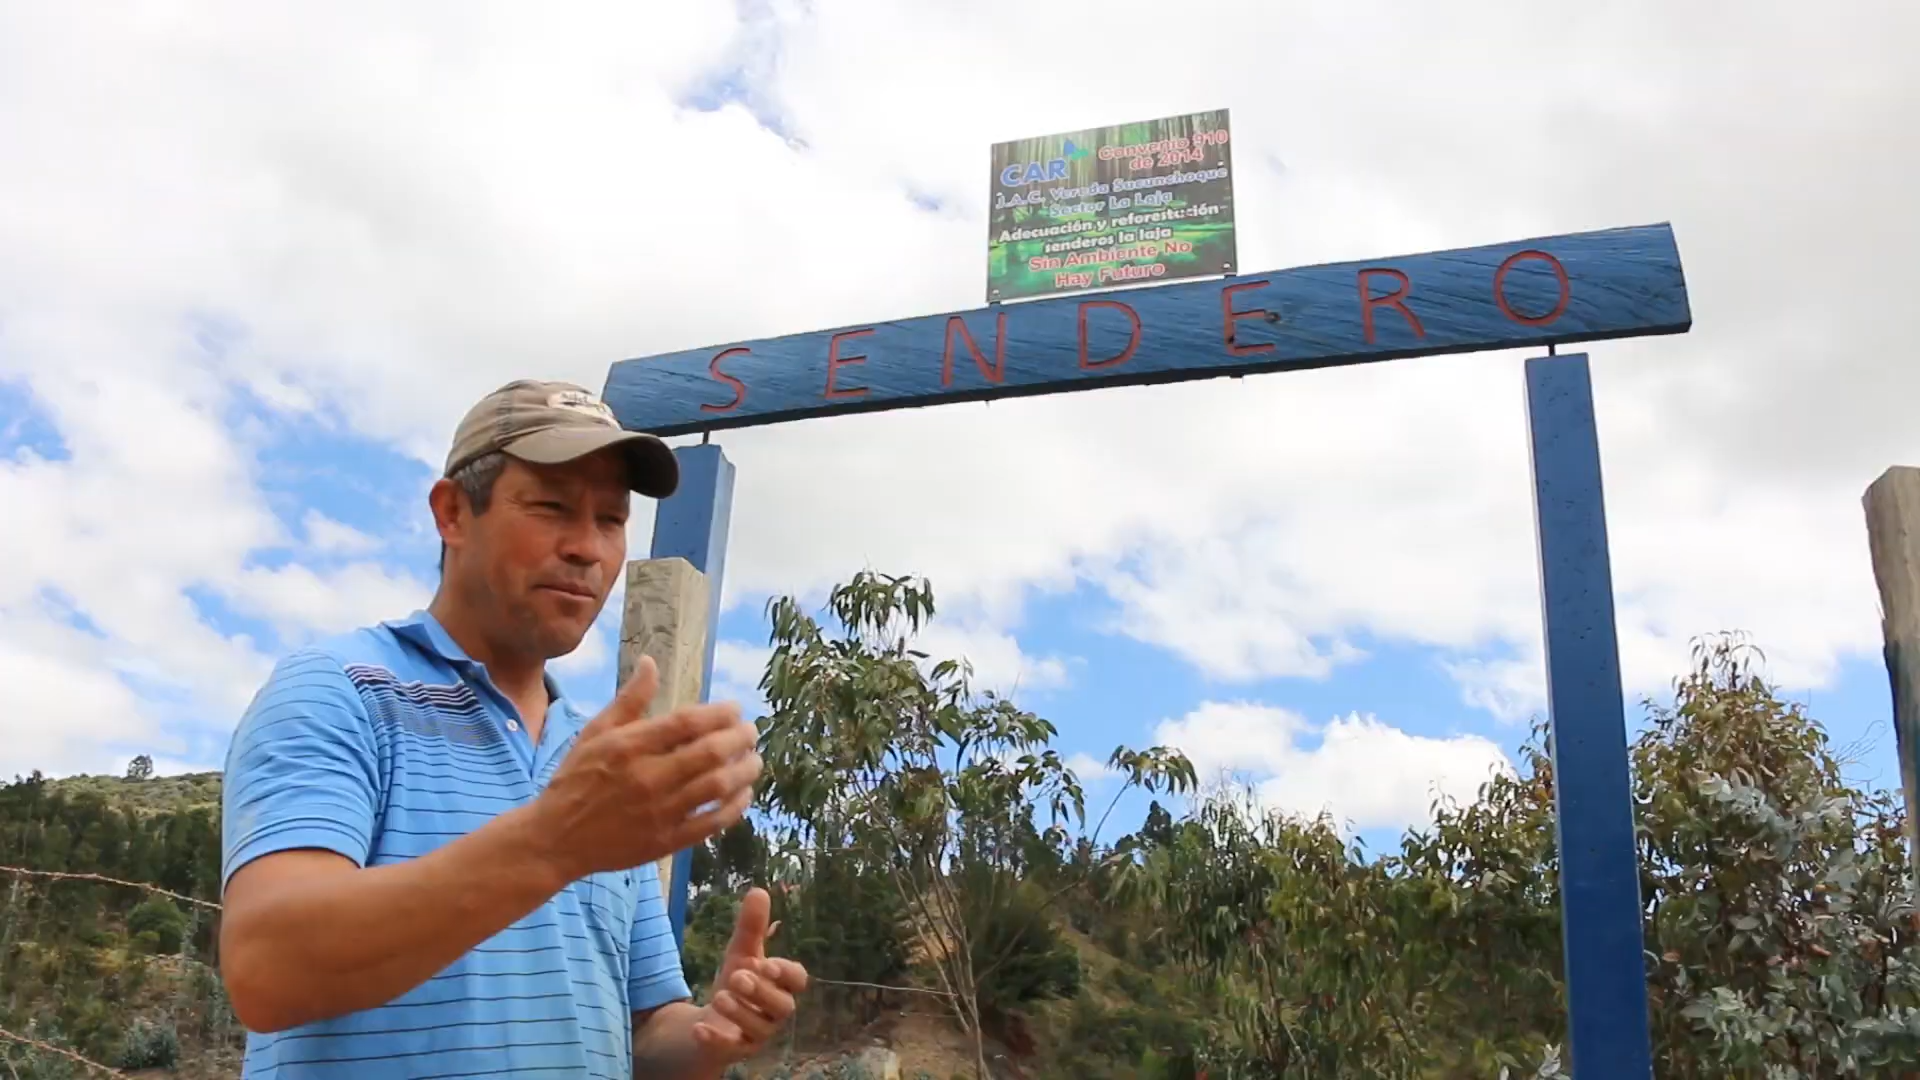 CAR
Convenio 910
de 2014
J.A.C. Vereda Sucunchoque
Sector La Laja
Adecuación y reforestación
senderos la laja
Sin Ambiente No
Hay Futuro
SENDERO